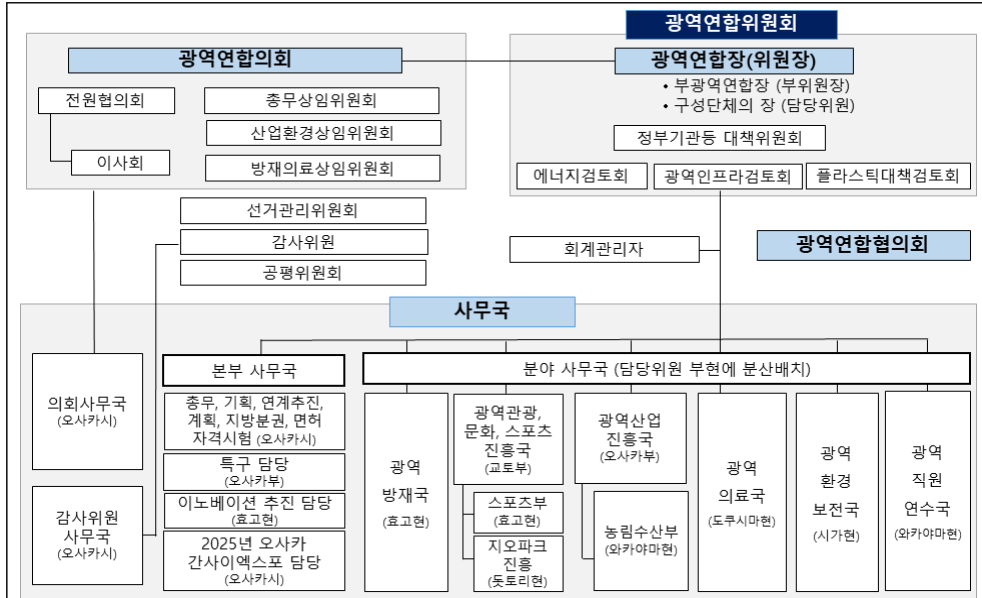 광역연합위원회
광역연합의회
전원협의회
이사회
총무상임위원회
산업환경상임위원회
방재의료상임위원회
광역연합장(위원장)
• 부광역연합장 (부위원장)
• 구성단체의 장 (담당위원)
정부기관등 대책위원회
에너지검토회
광역인프라검토회
플라스틱대책검토회
선거관리위원회
감사위원
공평위원회
회계관리자
광역연합협의회
사무국
의회사무국
(오사카시)
감사위원
사무국
(오사카시)
본부 사무국
총무, 기획, 연계추진,
계획, 지방분권, 면허
자격시험 (오사카시)
특구 담당
(오사카부)
이노베이션 추진 담당
(효고현)
2025년 오사카
간사이엑스포 담당
(오사카시)
분야 사무국 (담당위원 부현에 분산배치)
광역
방재국
(효고현)
광역관광,
문화, 스포츠
진흥국
(교토부)
스포츠부
(효고현)
지오파크
진흥
(돗토리현)
광역산업
진흥국
(오사카부)
농림수산부
(와카야마현)
광역
의료국
(도쿠시마현)
광역
환경
보전국
(시가현)
광역
직원
연수국
(와카야마현)